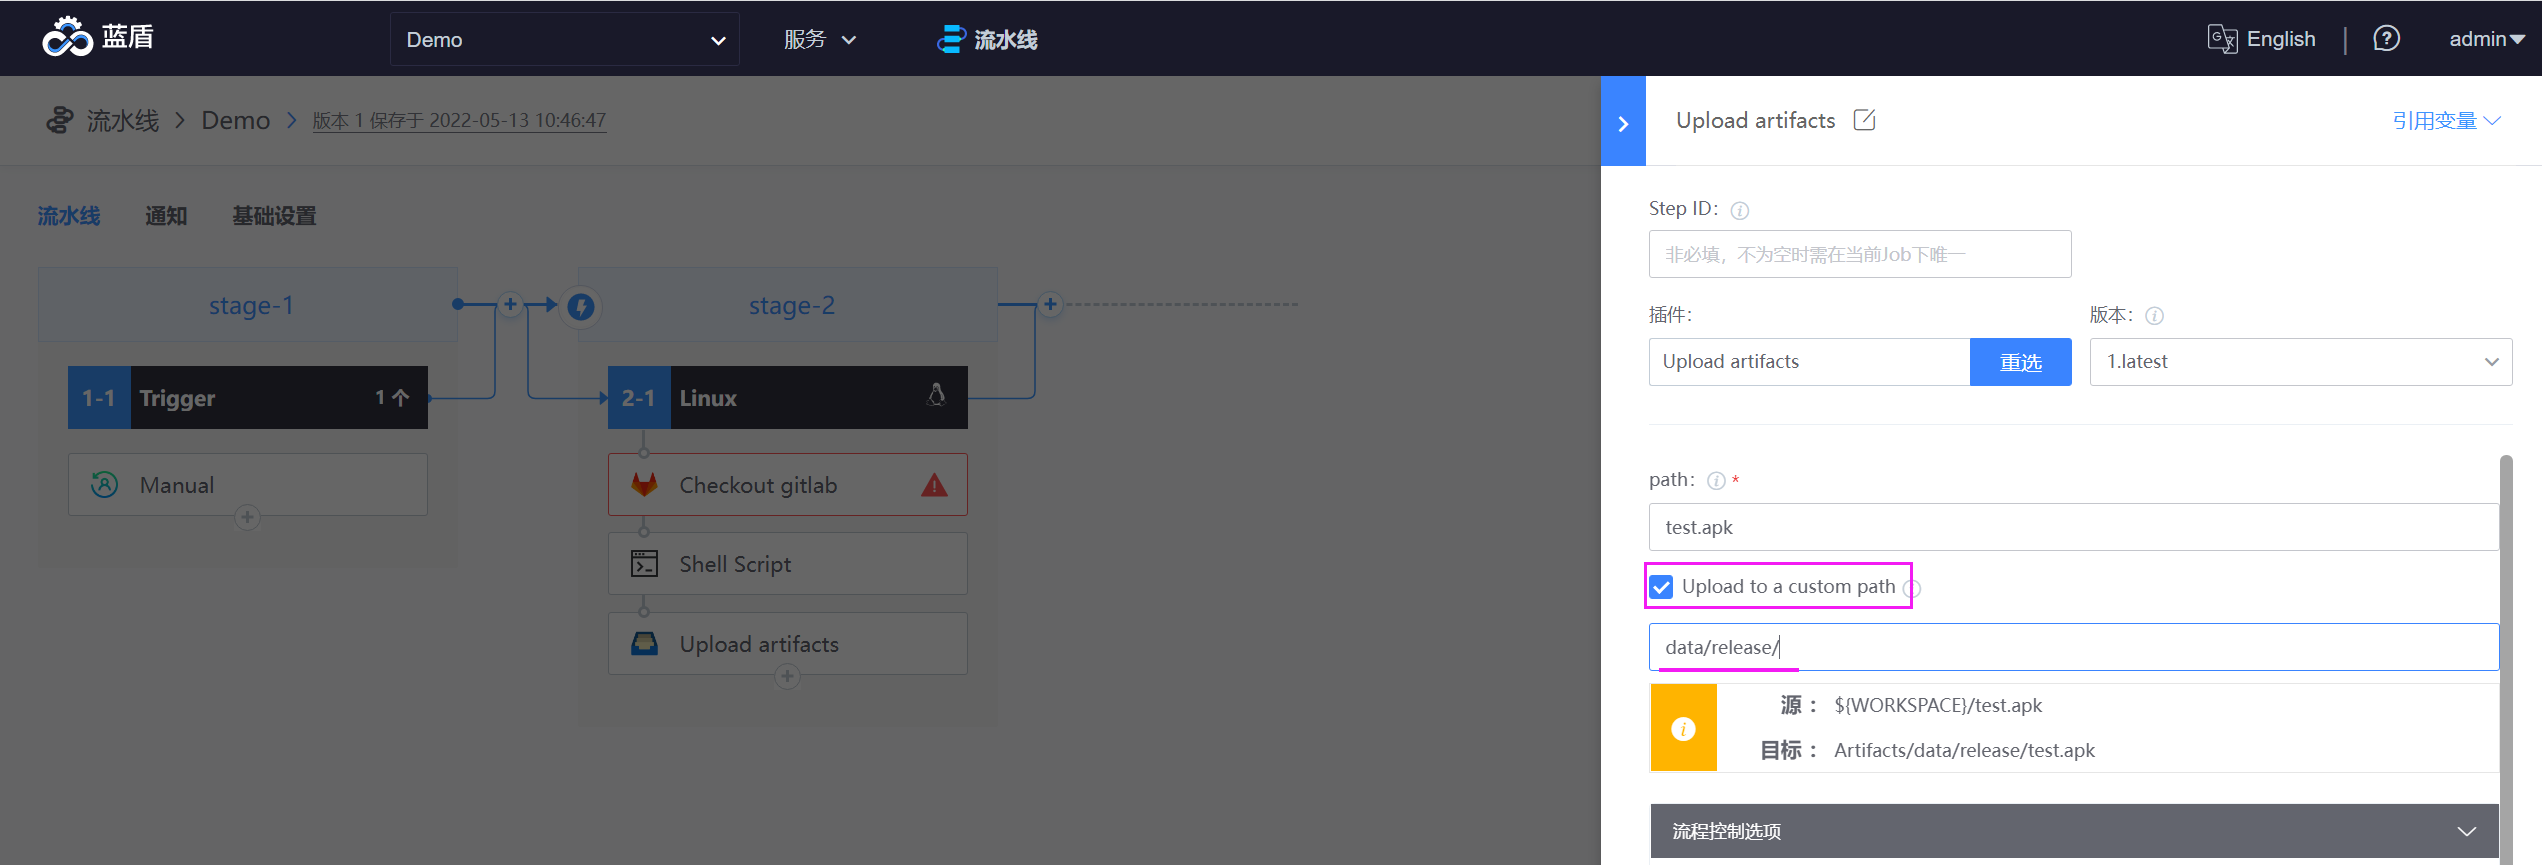 蓝盾
Demo
服务
流水线
English
admin
流水线
Demo
版本 1 保存于 2022-05-13 10:46:47
流水线
通知
基础设置
stage-1
1-1
Trigger
1 个
Manual
stage-2
2-1
Linux
Checkout gitlab
Shell Script
Upload artifacts
Upload artifacts
引用变量
Step ID:
非必填，不为空时需在当前Job下唯一
插件:
Upload artifacts
重选
版本:
1.latest
path: *
test.apk
Upload to a custom path
data/release/
源： ${WORKSPACE}/test.apk
目标： Artifacts/data/release/test.apk
流程控制选项